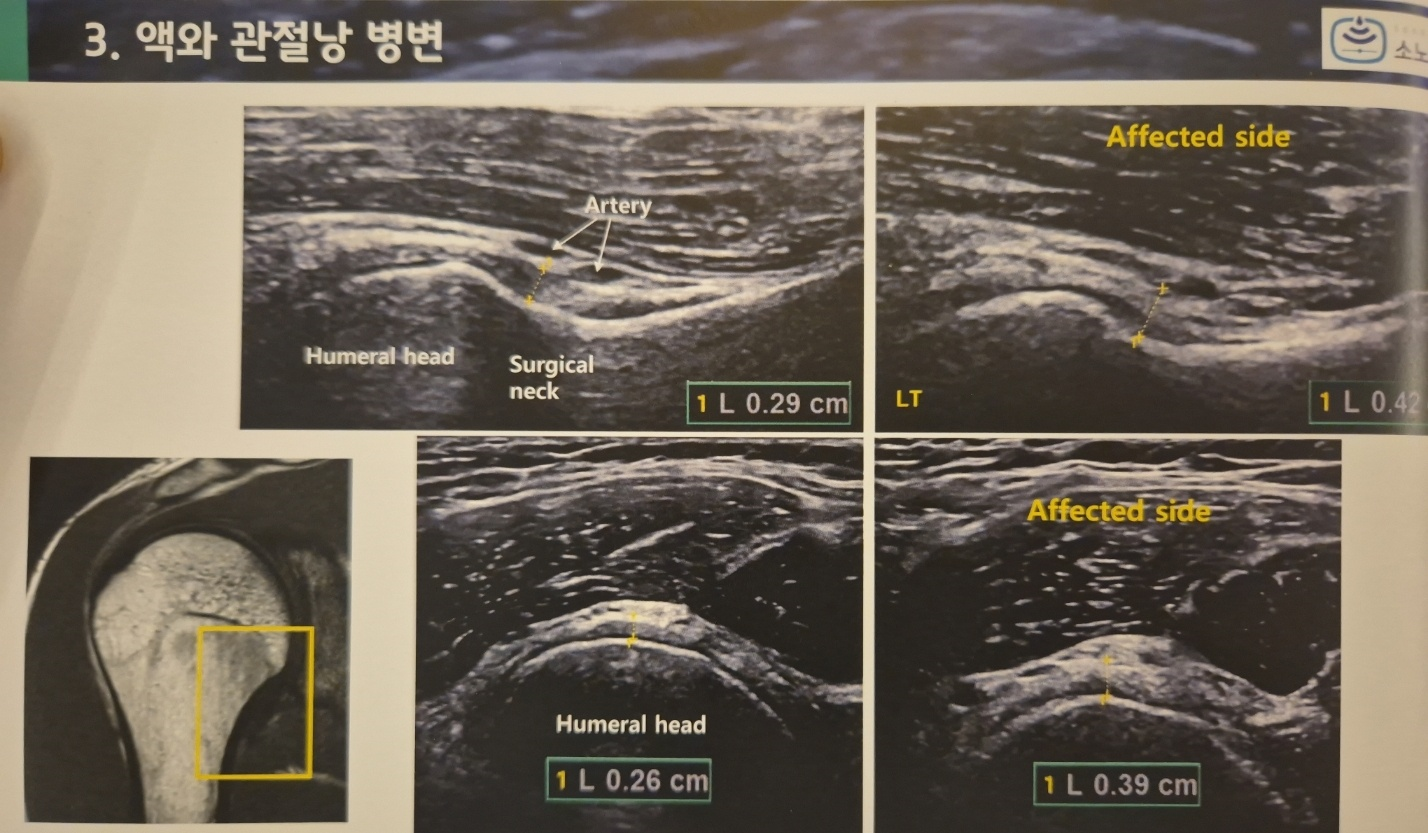 3. 액와 관절낭 병변
Affected side
Artery
Humeral head
Surgical
neck
1 L 0.29 cm
LT
1 L 0.42
Affected side
Humeral head
1 L 0.26 cm
1 L 0.39 cm